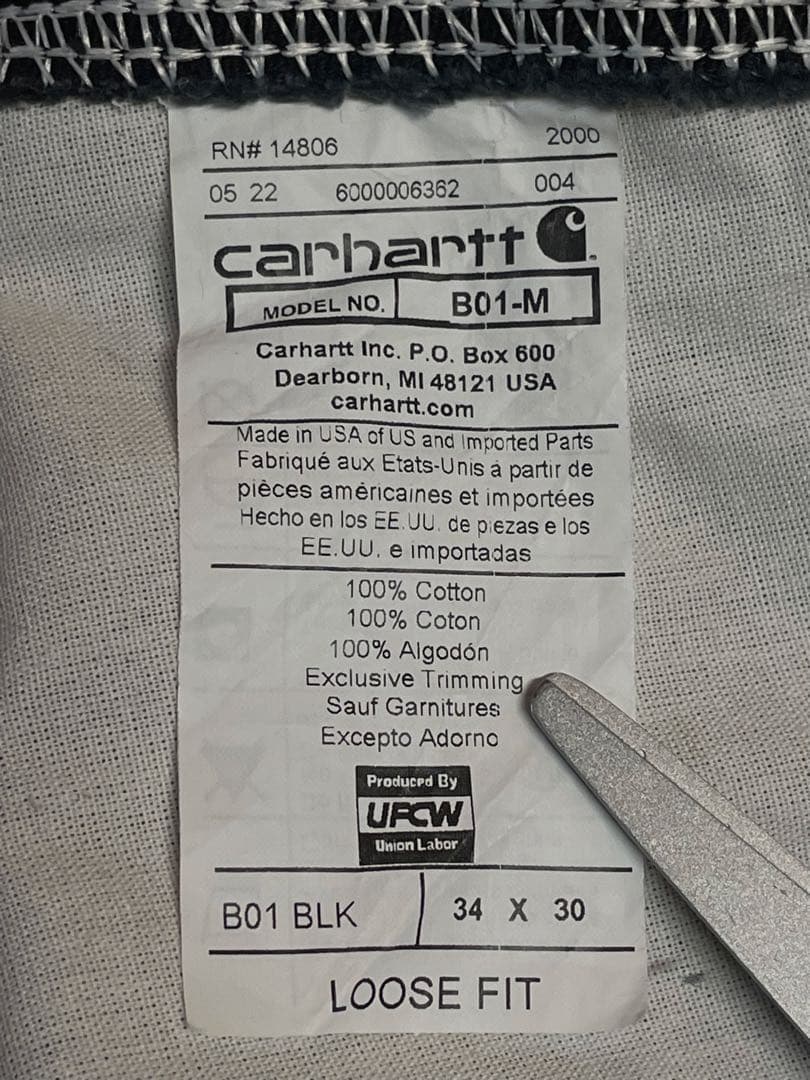 RN# 14806 2000
05 22 6000006362 004
carhartt
MODEL NO. B01-M
Carhartt Inc. P.O. Box 600
Dearborn, MI 48121 USA
carhartt.com
Made in USA of US and Imported Parts
Fabriqué aux Etats-Unis á partir de
pièces américaines et importées
Hecho en los EE.UU. de piezas e los
EE.UU. e importadas
100% Cotton
100% Coton
100% Algodón
Exclusive Trimming
Sauf Garnitures
Excepto Adorno
Produced By
UFCW
Union Labor
B01 BLK 34 X 30
LOOSE FIT